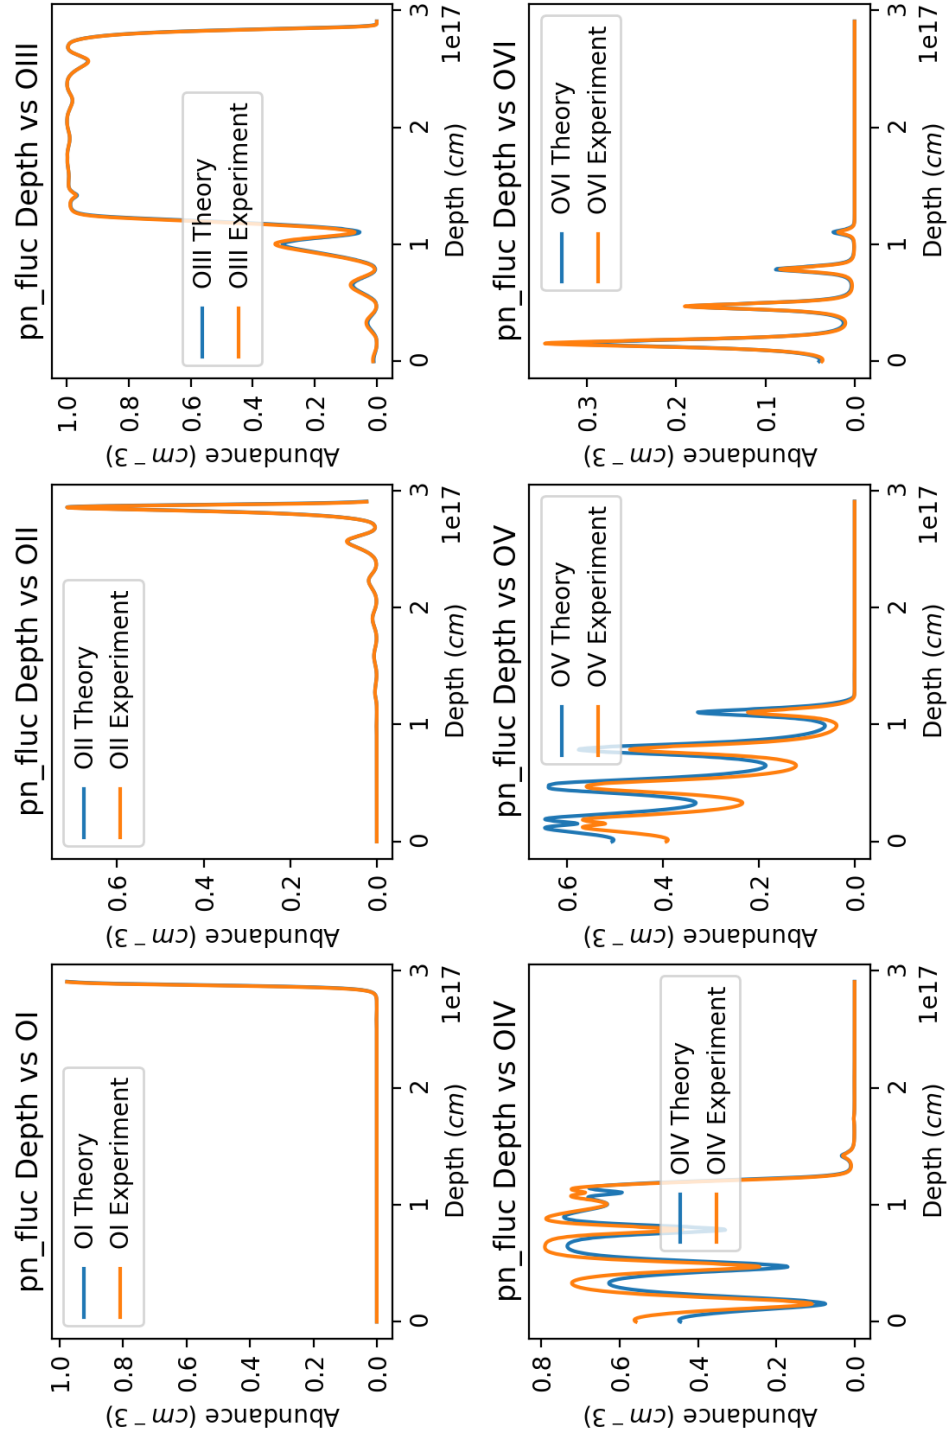 pn_fluc Depth vs OI
Abundance (cm⁻3)
1.0
0.8
0.6
0.4
0.2
0.0
OI Theory
OI Experiment
0
1
2
3
1e17
Depth (cm)
pn_fluc Depth vs OII
Abundance (cm⁻3)
0.6
0.4
0.2
0.0
OII Theory
OII Experiment
0
1
2
3
1e17
Depth (cm)
pn_fluc Depth vs OIII
Abundance (cm⁻3)
1.0
0.8
0.6
0.4
0.2
0.0
OIII Theory
OIII Experiment
0
1
2
3
1e17
Depth (cm)
pn_fluc Depth vs OIV
Abundance (cm⁻3)
0.8
0.6
0.4
0.2
0.0
OIV Theory
OIV Experiment
0
1
2
3
1e17
Depth (cm)
pn_fluc Depth vs OV
Abundance (cm⁻3)
0.6
0.4
0.2
0.0
OV Theory
OV Experiment
0
1
2
3
1e17
Depth (cm)
pn_fluc Depth vs OVI
Abundance (cm⁻3)
0.3
0.2
0.1
0.0
OVI Theory
OVI Experiment
0
1
2
3
1e17
Depth (cm)